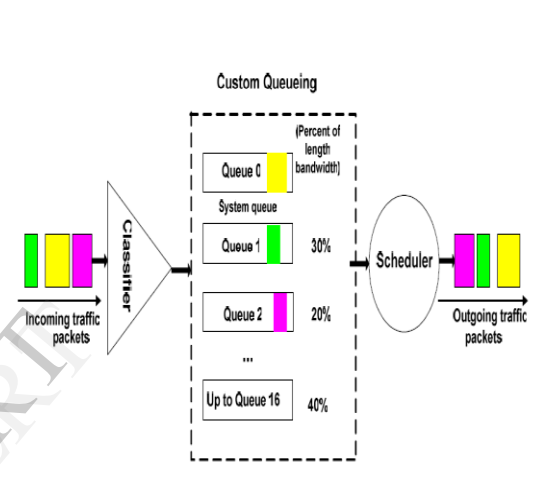 Custom Queueing
(Percent of
length
bandwidth)
Queue 0
System queue
Queue 1
30%
Classifier
Scheduler
Queue 2
20%
Incoming traffic
packets
Outgoing traffic
packets
...
Up to Queue 16
40%